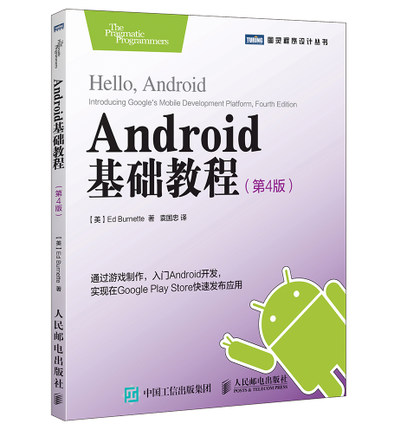 The
Pragmatic
Programmers
TURING 图灵程序设计丛书
Hello, Android
Introducing Google's Mobile Development Platform, Fourth Edition
Android
基础教程（第4版）
【美】Ed Burnette 著 袁国忠 译
通过游戏制作，入门Android开发，
实现在Google Play Store快速发布应用
中国工信出版集团 人民邮电出版社
POSTS & TELECOM PRESS
The
Pragmatic
Programmers
Android基础教程
（第4版）
【美】Ed Burnette 著
人民邮电出版社